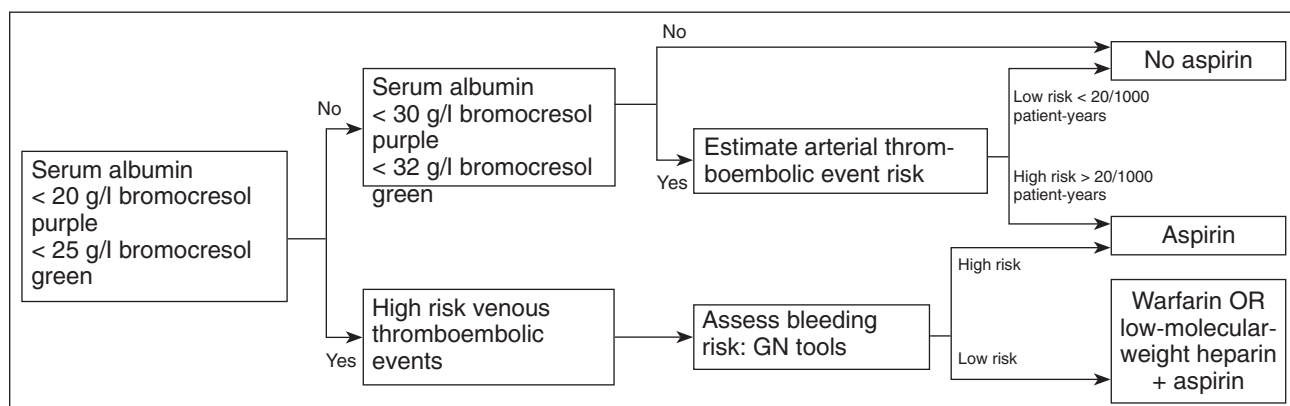 Serum albumin
< 20 g/l bromocresol
purple
< 25 g/l bromocresol
green
No
Yes
Serum albumin
< 30 g/l bromocresol
purple
< 32 g/l bromocresol
green
High risk venous
thromboembolic
events
No
Yes
Estimate arterial throm-
boembolic event risk
Assess bleeding
risk: GN tools
Low risk < 20/1000
patient-years
High risk > 20/1000
patient-years
High risk
Low risk
No aspirin
Aspirin
Warfarin OR
low-molecular-
weight heparin
+ aspirin